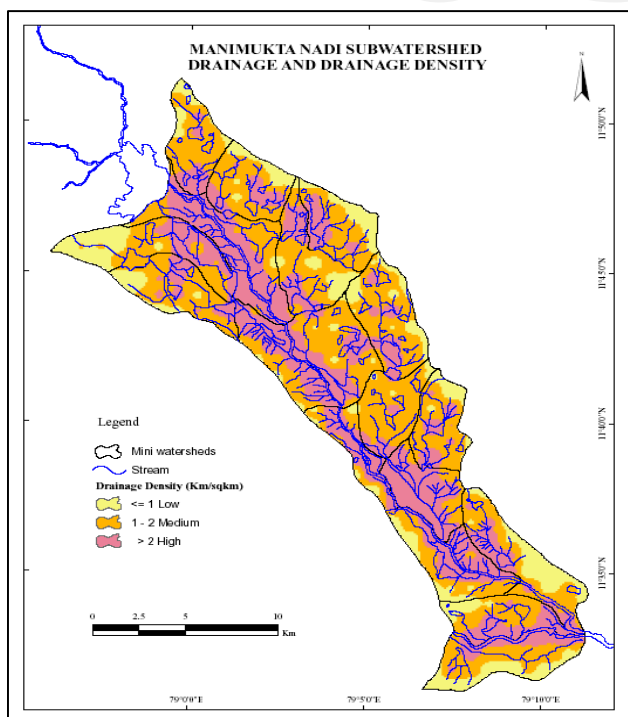 MANIMUKTA NADI SUBWATERSHED
DRAINAGE AND DRAINAGE DENSITY
11°50'0"N
11°45'0"N
11°40'0"N
11°35'0"N
Legend
Mini watersheds
Stream
Drainage Density (Km/sqkm)
<= 1 Low
1 - 2 Medium
> 2 High
0 2.5 5 10
Km
79°0'0"E 79°5'0"E 79°10'0"E